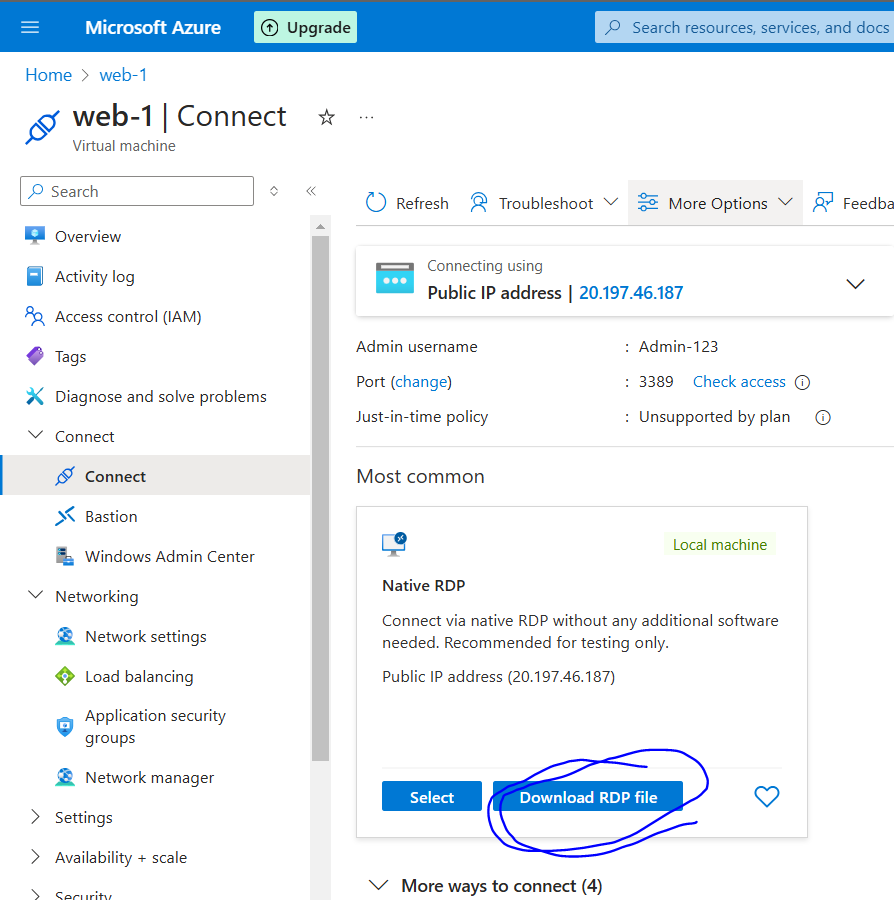 Microsoft Azure
Upgrade
Search resources, services, and docs
Home > web-1
web-1 | Connect
Virtual machine
Search
Refresh
Troubleshoot
More Options
Feedba
Overview
Activity log
Access control (IAM)
Tags
Diagnose and solve problems
Connect
Connect
Bastion
Windows Admin Center
Networking
Network settings
Load balancing
Application security
groups
Network manager
Settings
Availability + scale
Security
Connecting using
Public IP address | 20.197.46.187
Admin username : Admin-123
Port (change) : 3389 Check access
Just-in-time policy : Unsupported by plan
Most common
Local machine
Native RDP
Connect via native RDP without any additional software
needed. Recommended for testing only.
Public IP address (20.197.46.187)
Select
Download RDP file
More ways to connect (4)